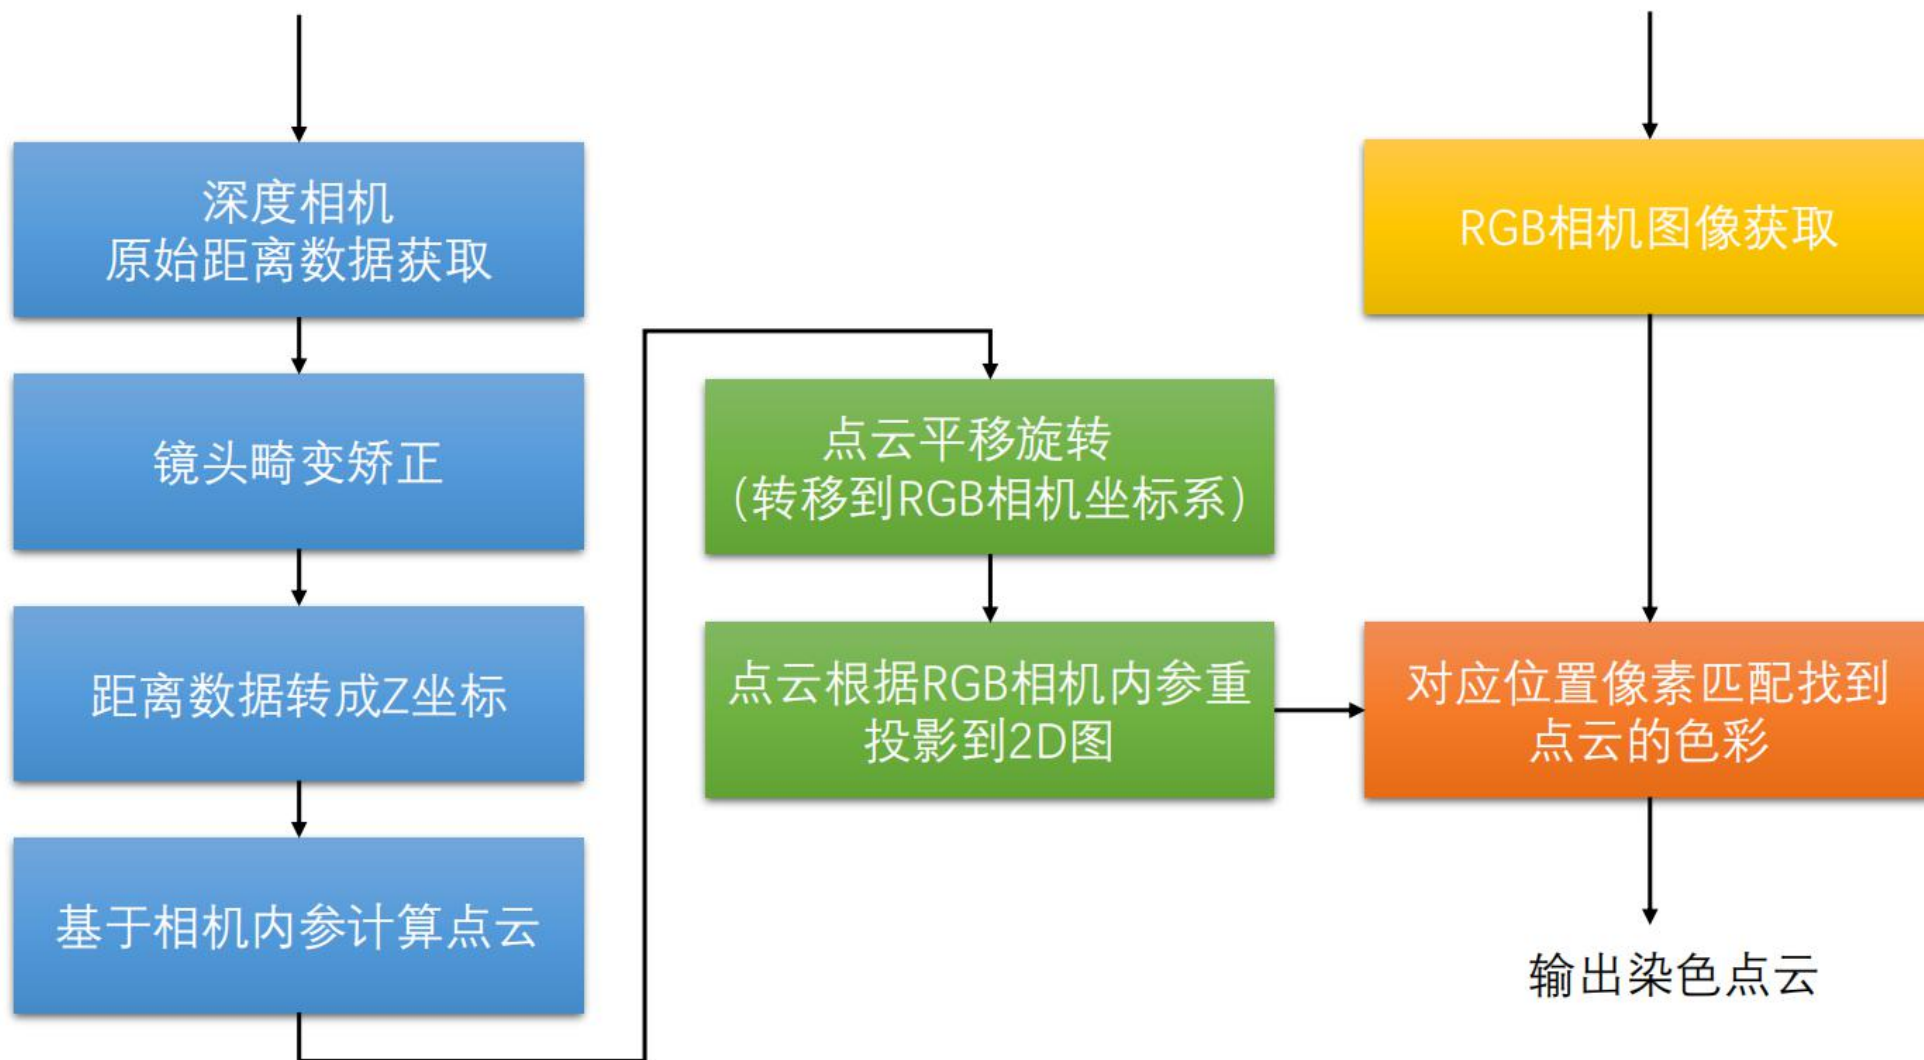 深度相机
原始距离数据获取
镜头畸变矫正
距离数据转成Z坐标
基于相机内参计算点云
点云平移旋转
（转移到RGB相机坐标系）
点云根据RGB相机内参重
投影到2D图
RGB相机图像获取
对应位置像素匹配找到
点云的色彩
输出染色点云